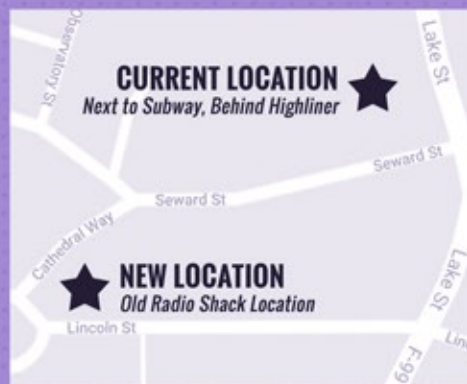 Observatory St
Lake St
CURRENT LOCATION
Next to Subway, Behind Highliner
Seward St
Seward St
Cathedral Way
NEW LOCATION
Old Radio Shack Location
Lake St
Lincoln St